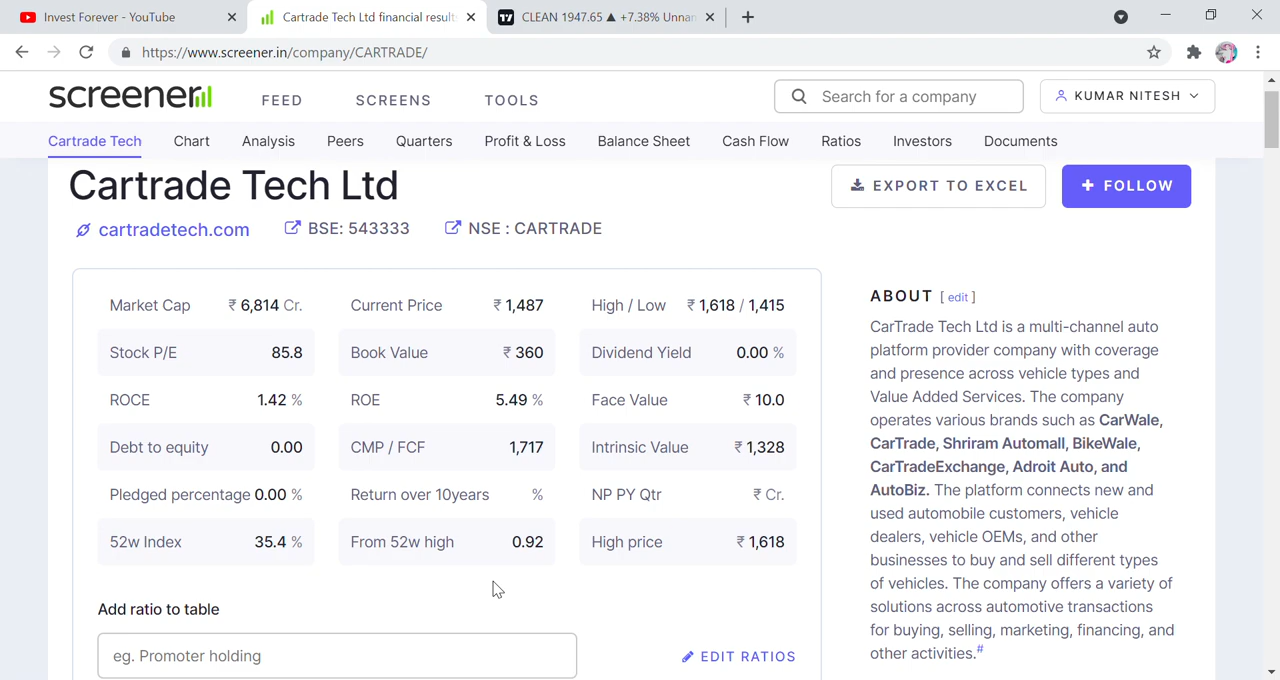 Invest Forever - YouTube
Cartrade Tech Ltd financial result
CLEAN 1947.65 ▲ +7.38% Unnan
https://www.screener.in/company/CARTRADE/
screener
FEED
SCREENS
TOOLS
Search for a company
KUMAR NITESH
Cartrade Tech
Chart
Analysis
Peers
Quarters
Profit & Loss
Balance Sheet
Cash Flow
Ratios
Investors
Documents
Cartrade Tech Ltd
EXPORT TO EXCEL
+ FOLLOW
cartradetech.com
BSE: 543333
NSE : CARTRADE
Market Cap ₹ 6,814 Cr.
Current Price ₹ 1,487
High / Low ₹ 1,618 / 1,415
Stock P/E 85.8
Book Value ₹ 360
Dividend Yield 0.00 %
ROCE 1.42 %
ROE 5.49 %
Face Value ₹ 10.0
Debt to equity 0.00
CMP / FCF 1,717
Intrinsic Value ₹ 1,328
Pledged percentage 0.00 %
Return over 10years %
NP PY Qtr ₹ Cr.
52w Index 35.4 %
From 52w high 0.92
High price ₹ 1,618
Add ratio to table
eg. Promoter holding
EDIT RATIOS
ABOUT [ edit ]
CarTrade Tech Ltd is a multi-channel auto
platform provider company with coverage
and presence across vehicle types and
Value Added Services. The company
operates various brands such as CarWale,
CarTrade, Shriram Automall, BikeWale,
CarTradeExchange, Adroit Auto, and
AutoBiz. The platform connects new and
used automobile customers, vehicle
dealers, vehicle OEMs, and other
businesses to buy and sell different types
of vehicles. The company offers a variety of
solutions across automotive transactions
for buying, selling, marketing, financing, and
other activities.#